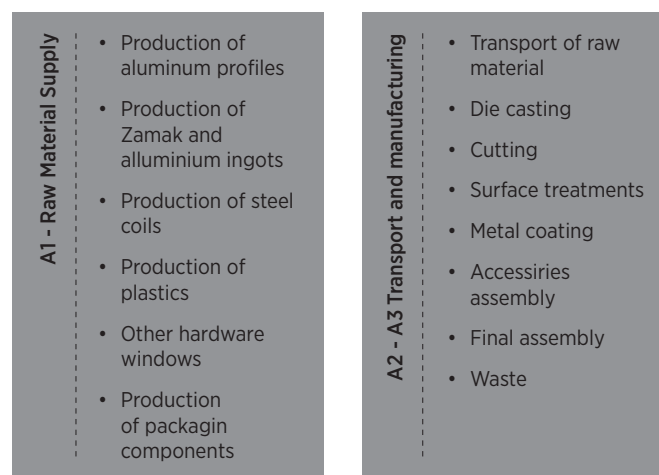 A1 - Raw Material Supply
• Production of
aluminum profiles
• Production of
Zamak and
alluminium ingots
• Production of steel
coils
• Production of
plastics
• Other hardware
windows
• Production
of packagin
components
A2 - A3 Transport and manufacturing
• Transport of raw
material
• Die casting
• Cutting
• Surface treatments
• Metal coating
• Accessiries
assembly
• Final assembly
• Waste